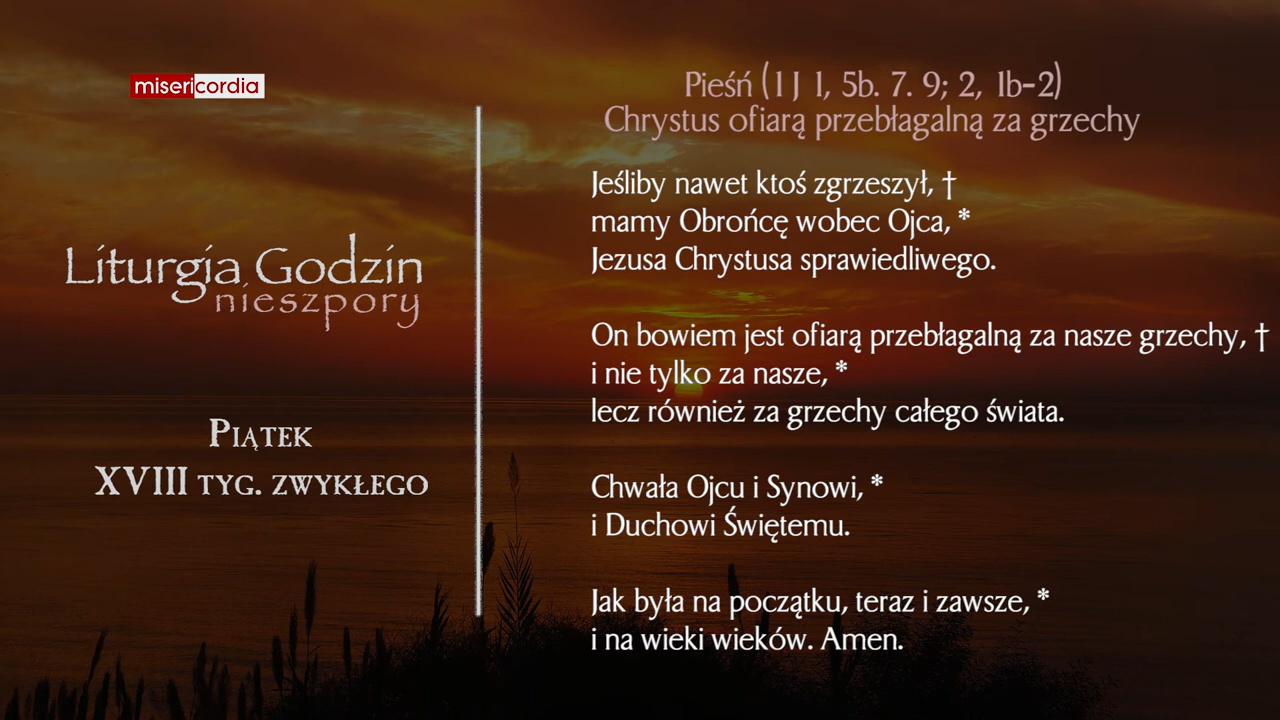 misericordia
Liturgia Godzin
nieszpory
Piątek
XVIII tyg. zwykłego
Pieśń (1 J 1, 5b. 7. 9; 2, 1b-2)
Chrystus ofiarą przebłagalną za grzechy
Jeśliby nawet ktoś zgrzeszył, †
mamy Obrońcę wobec Ojca, *
Jezusa Chrystusa sprawiedliwego.
On bowiem jest ofiarą przebłagalną za nasze grzechy, †
i nie tylko za nasze, *
lecz również za grzechy całego świata.
Chwała Ojcu i Synowi, *
i Duchowi Świętemu.
Jak była na początku, teraz i zawsze, *
i na wieki wieków. Amen.